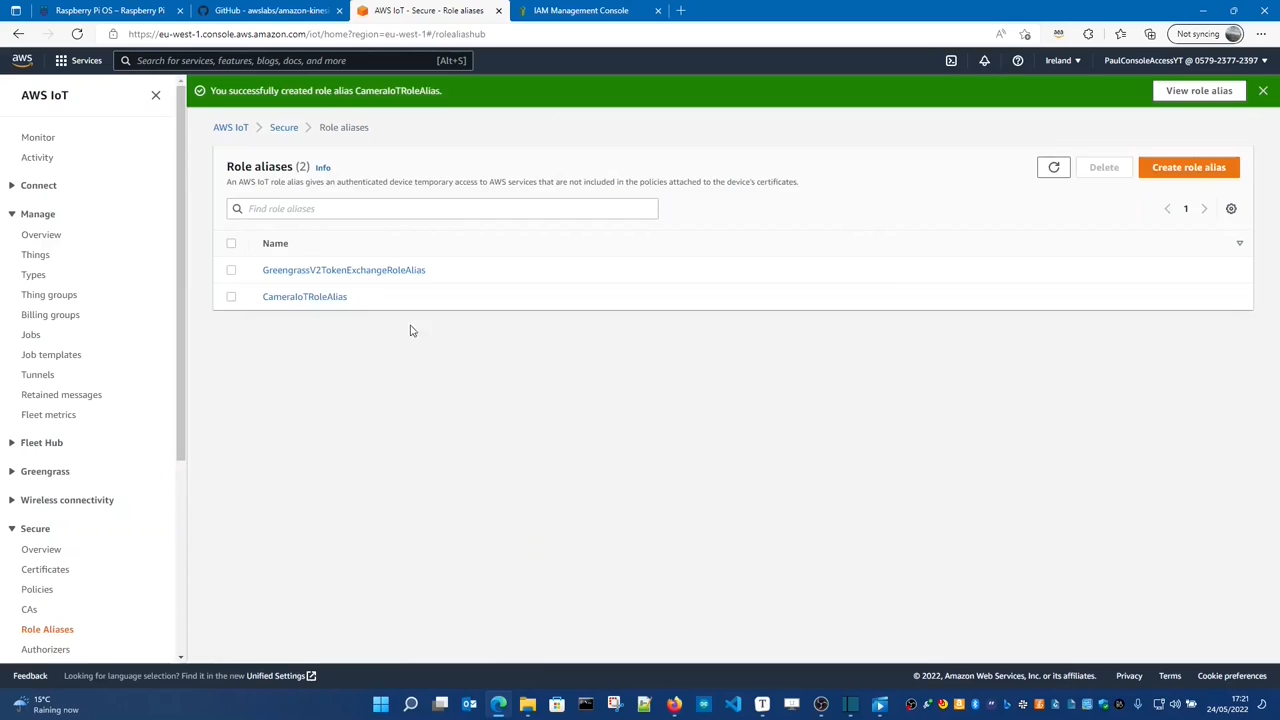 Raspberry Pi OS – Raspberry Pi
GitHub - awslabs/amazon-kines
AWS IoT - Secure - Role aliases
IAM Management Console
https://eu-west-1.console.aws.amazon.com/iot/home?region=eu-west-1#/rolealiashub
Not syncing
aws
Services
Search for services, features, blogs, docs, and more
[Alt+S]
Ireland
PaulConsoleAccessYT @ 0579-2377-2397
AWS IoT
You successfully created role alias CameraIoTRoleAlias.
View role alias
Monitor
Activity
Connect
Manage
Overview
Things
Types
Thing groups
Billing groups
Jobs
Job templates
Tunnels
Retained messages
Fleet metrics
Fleet Hub
Greengrass
Wireless connectivity
Secure
Overview
Certificates
Policies
CAs
Role Aliases
Authorizers
AWS IoT
Secure
Role aliases
Role aliases (2) Info
Delete
Create role alias
An AWS IoT role alias gives an authenticated device temporary access to AWS services that are not included in the policies attached to the device's certificates.
Find role aliases
1
Name
GreengrassV2TokenExchangeRoleAlias
CameraIoTRoleAlias
Feedback
Looking for language selection? Find it in the new Unified Settings
© 2022, Amazon Web Services, Inc. or its affiliates.
Privacy
Terms
Cookie preferences
15°C
Raining now
17:21
24/05/2022